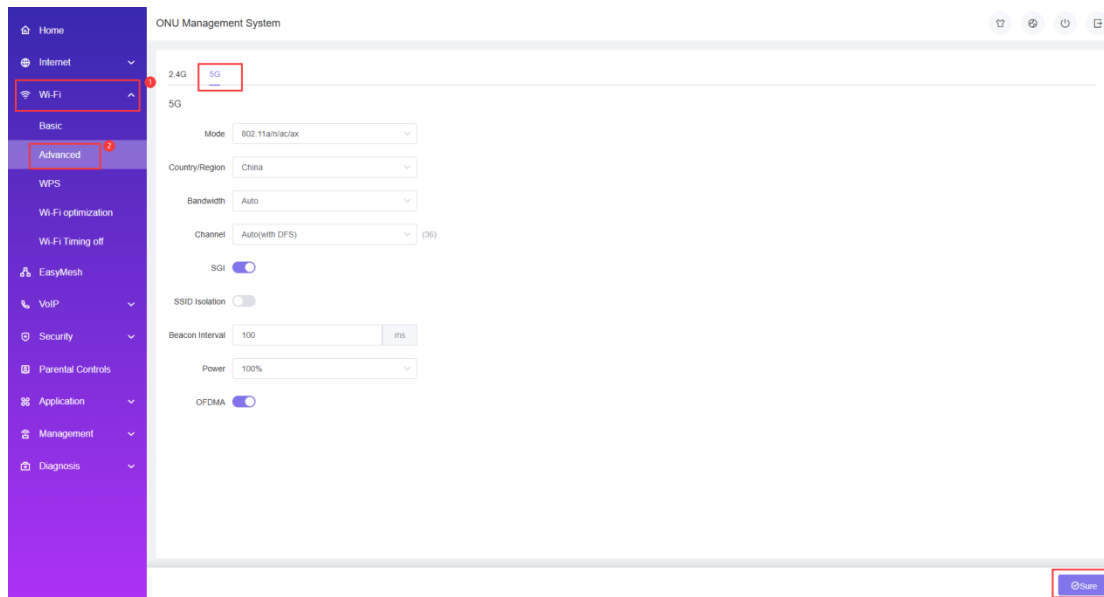 ONU Management System
Home
Internet
Wi-Fi
1
Basic
Advanced
2
WPS
Wi-Fi optimization
Wi-Fi Timing off
EasyMesh
VoIP
Security
Parental Controls
Application
Management
Diagnosis
2.4G 5G
5G
Mode 802.11a/n/ac/ax
Country/Region China
Bandwidth Auto
Channel Auto(with DFS) (36)
SGI
SSID Isolation
Beacon Interval 100 ms
Power 100%
OFDMA
Sure